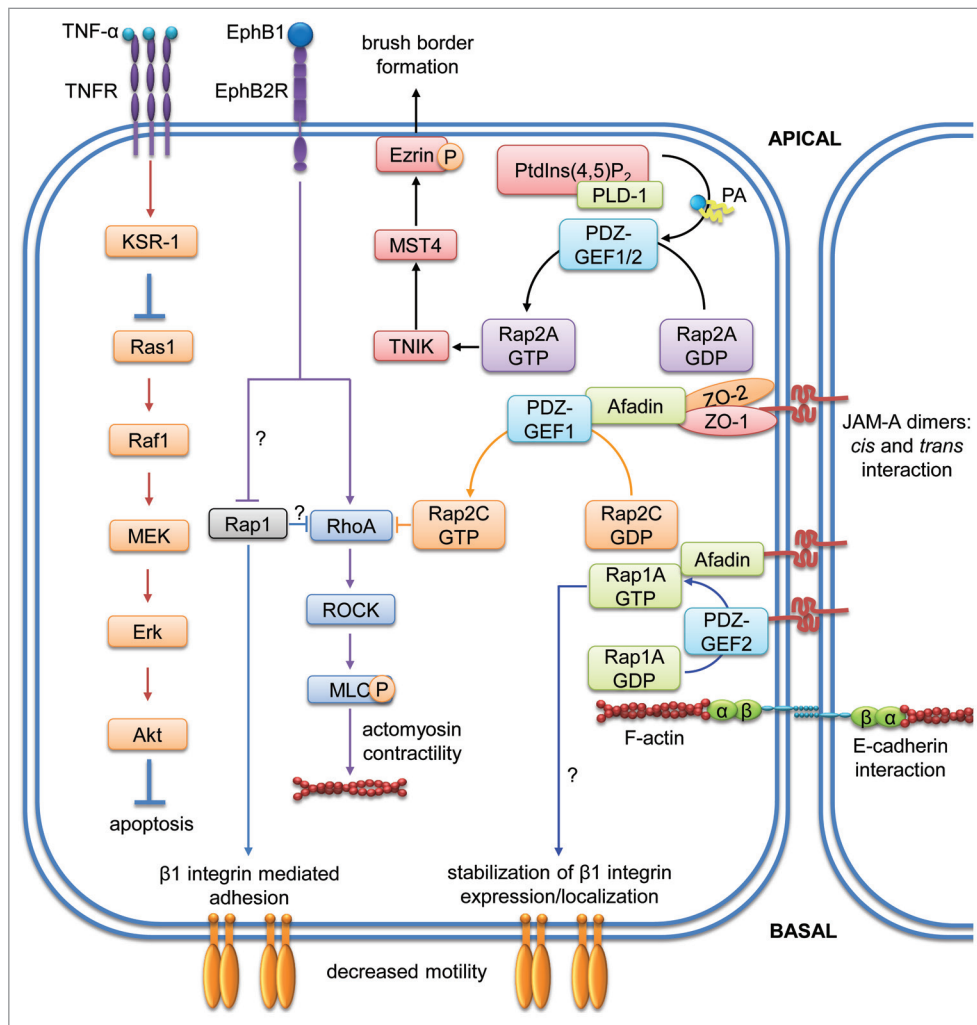 TNF-α
EphB1
brush border
formation
TNFR
EphB2R
APICAL
Ezrin
P
PtdIns(4,5)P2
PLD-1
PA
KSR-1
MST4
PDZ-
GEF1/2
Ras1
TNIK
Rap2A
GTP
Rap2A
GDP
ZO-2
Afadin
ZO-1
PDZ-
GEF1
JAM-A dimers:
cis and trans
interaction
Raf1
?
Rap1
?
RhoA
Rap2C
GTP
Rap2C
GDP
MEK
Afadin
Rap1A
GTP
ROCK
PDZ-
GEF2
Erk
Rap1A
GDP
MLC
P
α β
β α
F-actin
E-cadherin
interaction
Akt
actomyosin
contractility
?
apoptosis
β1 integrin mediated
adhesion
stabilization of β1 integrin
expression/localization
BASAL
decreased motility